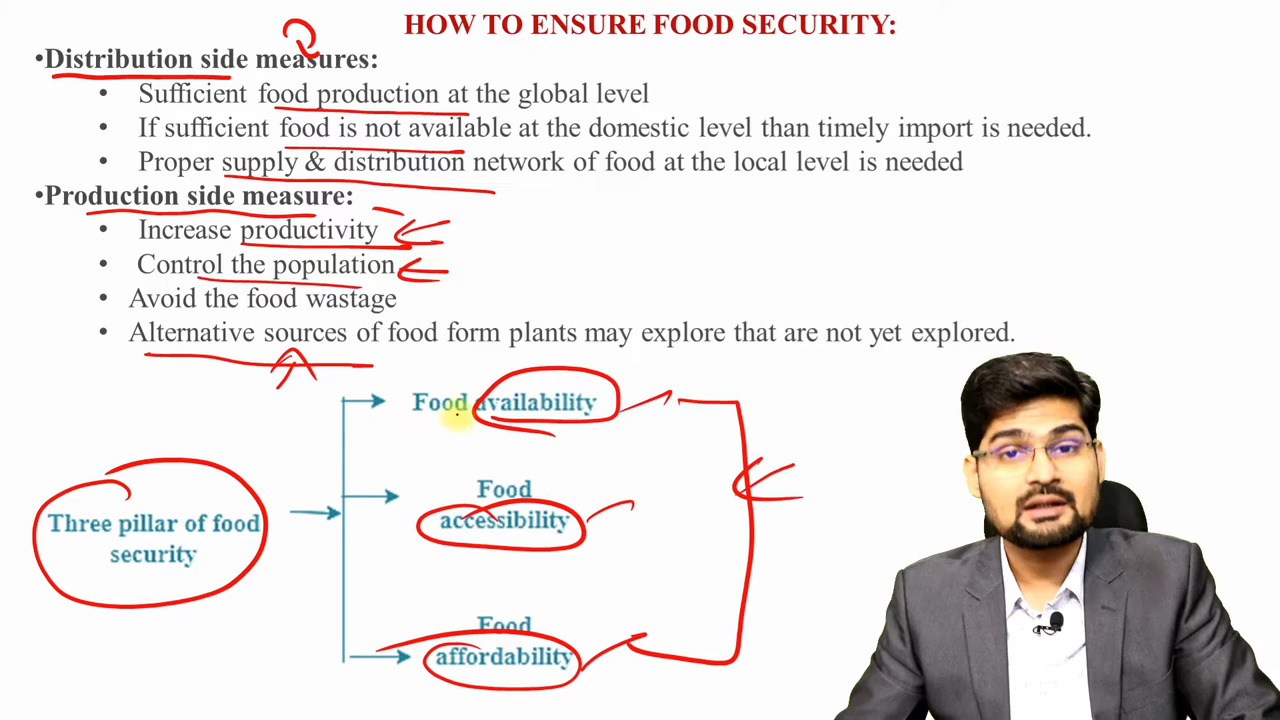 HOW TO ENSURE FOOD SECURITY:
•Distribution side measures:
• Sufficient food production at the global level
• If sufficient food is not available at the domestic level than timely import is needed.
• Proper supply & distribution network of food at the local level is needed
•Production side measure:
• Increase productivity
• Control the population
• Avoid the food wastage
• Alternative sources of food form plants may explore that are not yet explored.
Food availability
Food
accessibility
Three pillar of food
security
Food
affordability